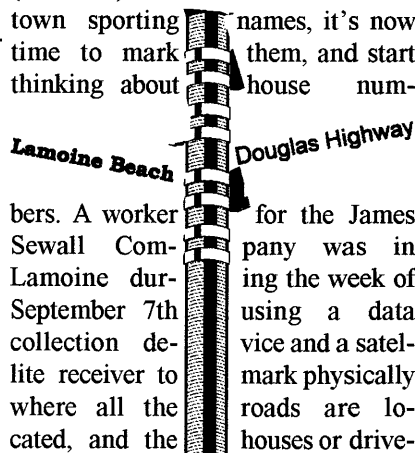 town sporting names, it's now
time to mark them, and start
thinking about house num-
Lamoine Beach Douglas Highway
bers. A worker for the James
Sewall Com- pany was in
Lamoine dur- ing the week of
September 7th using a data
collection de- vice and a satel-
lite receiver to mark physically
where all the roads are lo-
cated, and the houses or drive-